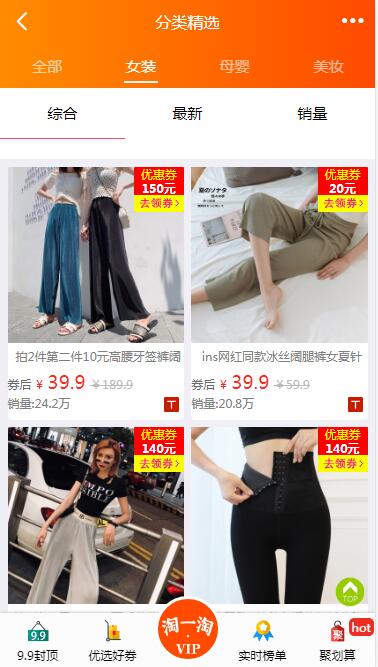 分类精选
全部 女装 母婴 美妆
综合 最新 销量
优惠券
150元
去领券
夏のソナタ
优惠券
20元
去领券
拍2件第二件10元高腰牙签裤阔
ins网红同款冰丝阔腿裤女夏针
券后 ¥ 39.9 ¥189.9
券后 ¥ 39.9 ¥59.9
销量:24.2万
销量:20.8万
优惠券
140元
去领券
优惠券
140元
去领券
TOP
淘一淘
VIP
9.9
聚
hot
9.9封顶 优选好券 实时榜单 聚划算